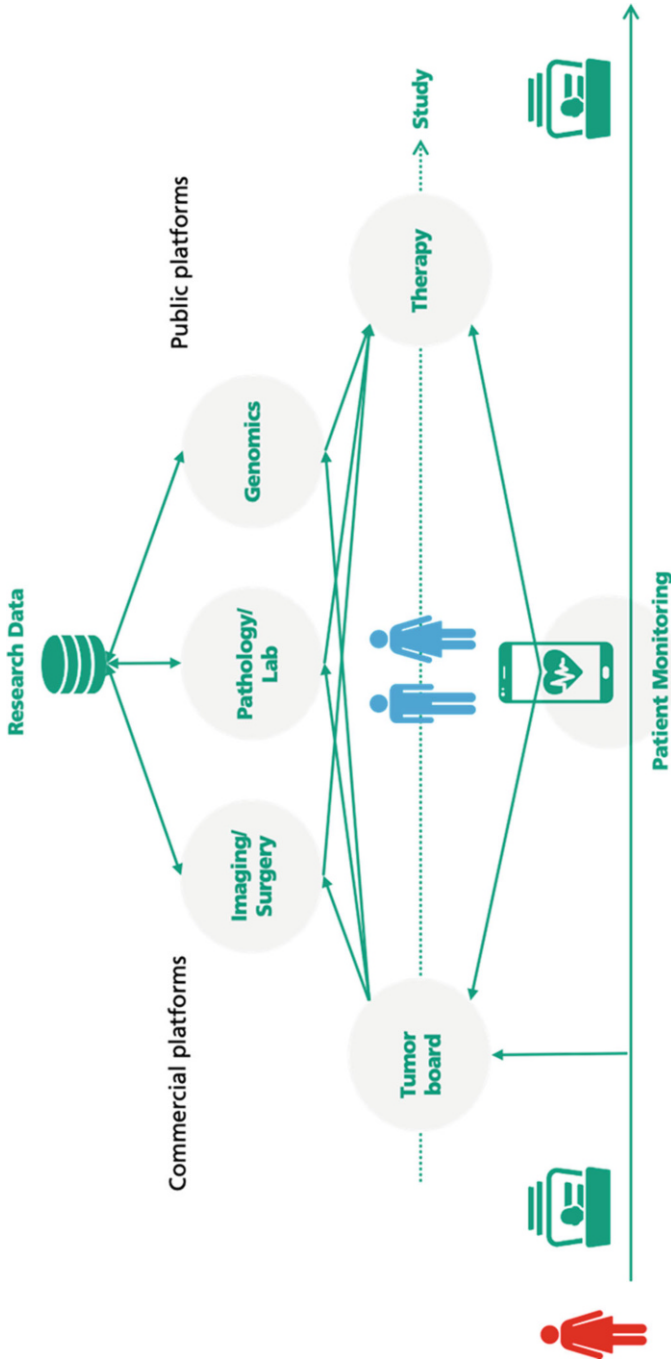 Research Data
Commercial platforms
Public platforms
Imaging/
Surgery
Pathology/
Lab
Genomics
Tumor
board
Therapy
Study
Patient Monitoring